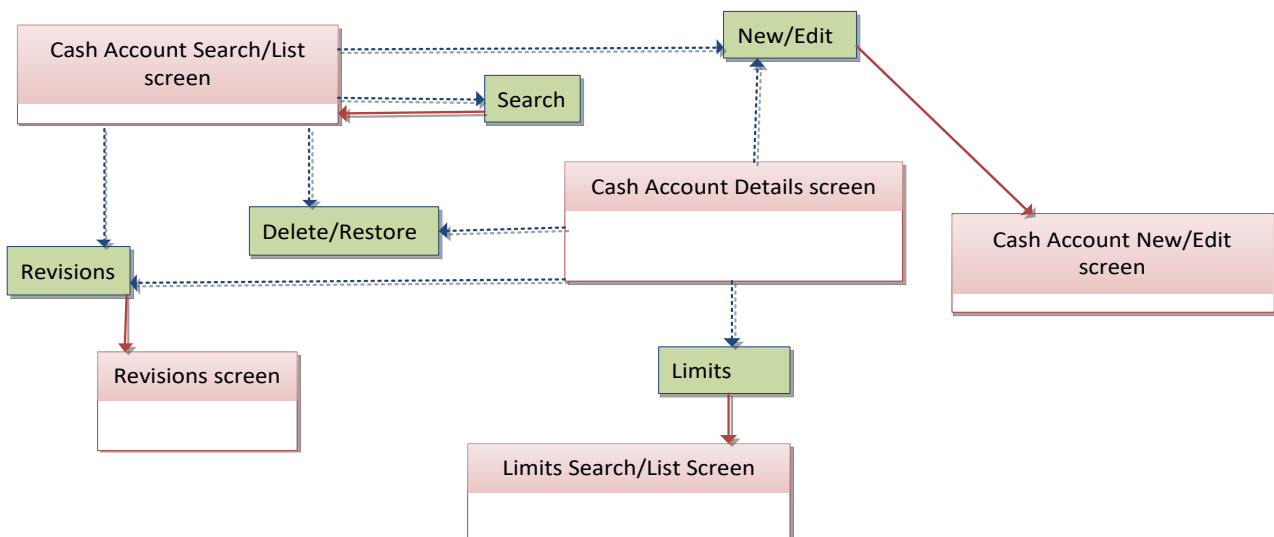 Cash Account Search/List
screen
New/Edit
Search
Cash Account Details screen
Delete/Restore
Cash Account New/Edit
screen
Revisions
Limits
Revisions screen
Limits Search/List Screen